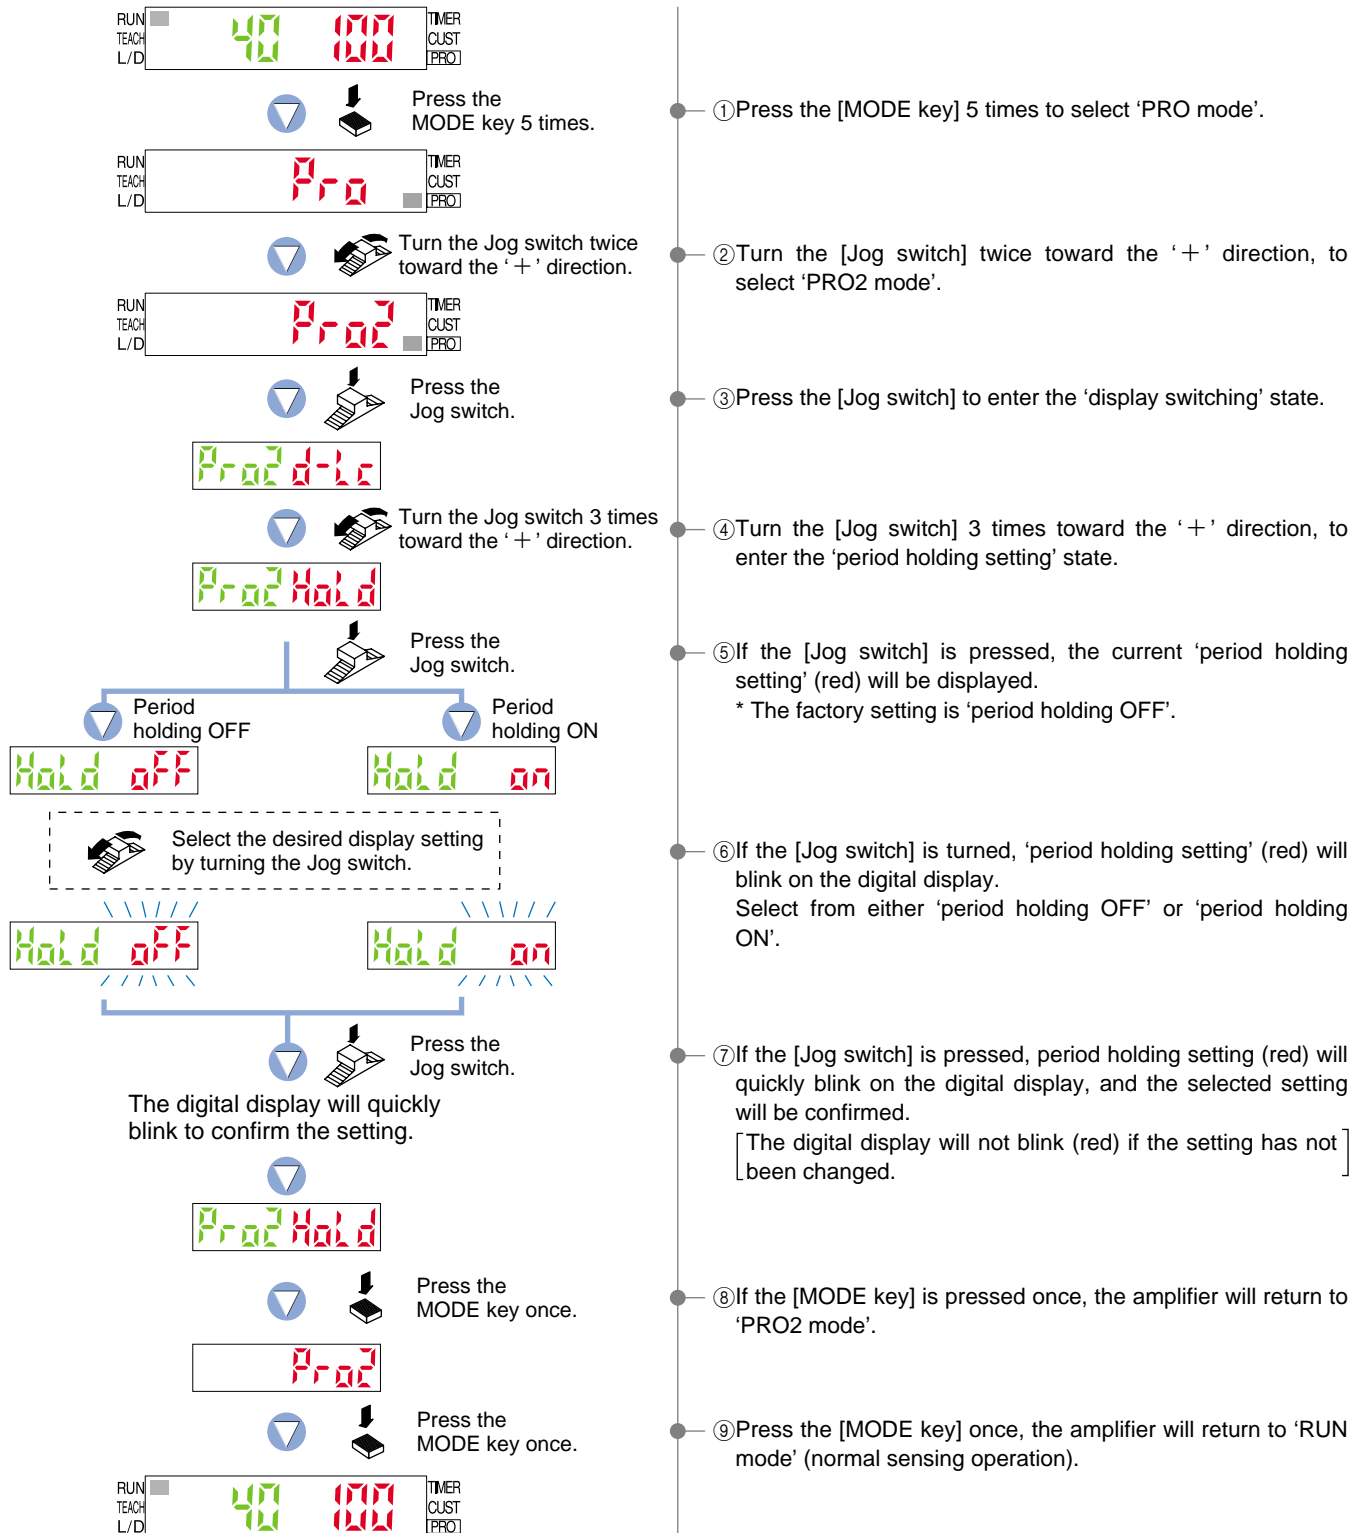 RUN 40 100 TIMER
TEACH CUST
L/D PRO
Press the
MODE key 5 times.
①Press the [MODE key] 5 times to select ‘PRO mode’.
RUN Pro TIMER
TEACH CUST
L/D PRO
Turn the Jog switch twice
toward the ‘＋’ direction.
②Turn the [Jog switch] twice toward the ‘＋’ direction, to
select ‘PRO2 mode’.
RUN Pro2 TIMER
TEACH CUST
L/D PRO
Press the
Jog switch.
③Press the [Jog switch] to enter the ‘display switching’ state.
Pro2 d-Lc
Turn the Jog switch 3 times
toward the ‘＋’ direction.
④Turn the [Jog switch] 3 times toward the ‘＋’ direction, to
enter the ‘period holding setting’ state.
Pro2 HoLd
Press the
Jog switch.
⑤If the [Jog switch] is pressed, the current ‘period holding
setting’ (red) will be displayed.
* The factory setting is ‘period holding OFF’.
Period
holding OFF
Period
holding ON
HoLd oFF
HoLd on
Select the desired display setting
by turning the Jog switch.
⑥If the [Jog switch] is turned, ‘period holding setting’ (red) will
blink on the digital display.
Select from either ‘period holding OFF’ or ‘period holding
ON’.
HoLd oFF
HoLd on
Press the
Jog switch.
The digital display will quickly
blink to confirm the setting.
⑦If the [Jog switch] is pressed, period holding setting (red) will
quickly blink on the digital display, and the selected setting
will be confirmed.
[The digital display will not blink (red) if the setting has not
been changed.]
Pro2 HoLd
Press the
MODE key once.
⑧If the [MODE key] is pressed once, the amplifier will return to
‘PRO2 mode’.
Pro2
Press the
MODE key once.
⑨Press the [MODE key] once, the amplifier will return to ‘RUN
mode’ (normal sensing operation).
RUN 40 100 TIMER
TEACH CUST
L/D PRO